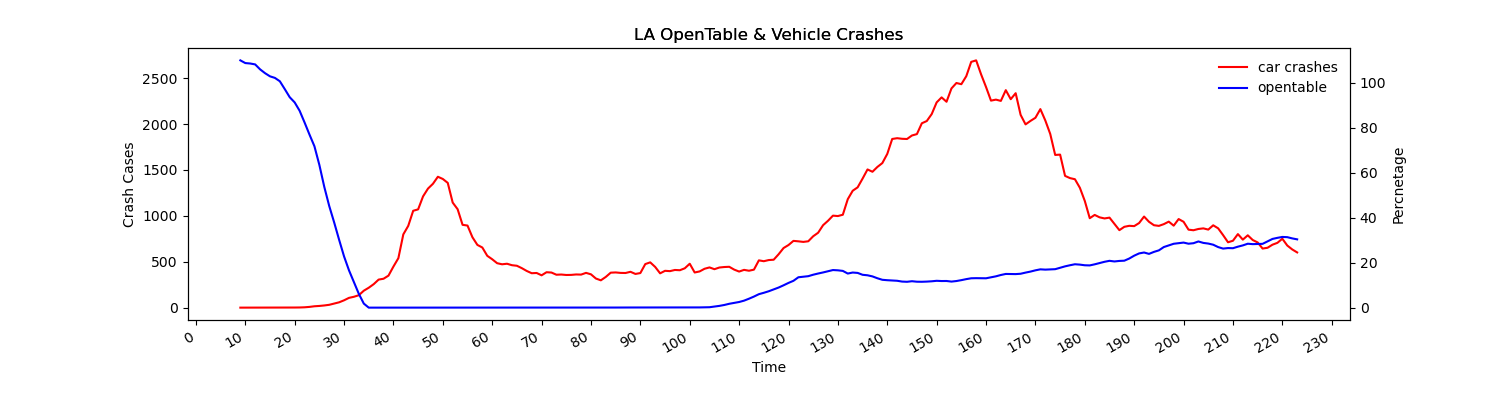 LA OpenTable & Vehicle Crashes
car crashes
opentable
2500
2000
1500
1000
500
0
Crash Cases
100
80
60
40
20
0
Percnetage
0 10 20 30 40 50 60 70 80 90 100 110 120 130 140 150 160 170 180 190 200 210 220 230
Time